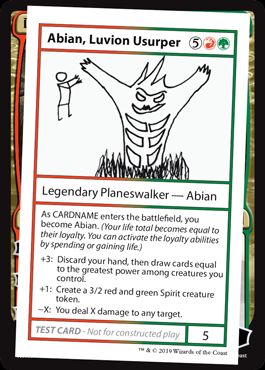 Abian, Luvion Usurper 5
Legendary Planeswalker — Abian
As CARDNAME enters the battlefield, you
become Abian. (Your life total becomes equal to
their loyalty. You can activate the loyalty abilities
by spending or gaining life.)
+3: Discard your hand, then draw cards equal
to the greatest power among creatures you
control.
+1: Create a 3/2 red and green Spirit creature
token.
–X: You deal X damage to any target.
TEST CARD - Not for constructed play 5
™ & © 2019 Wizards of the Coast